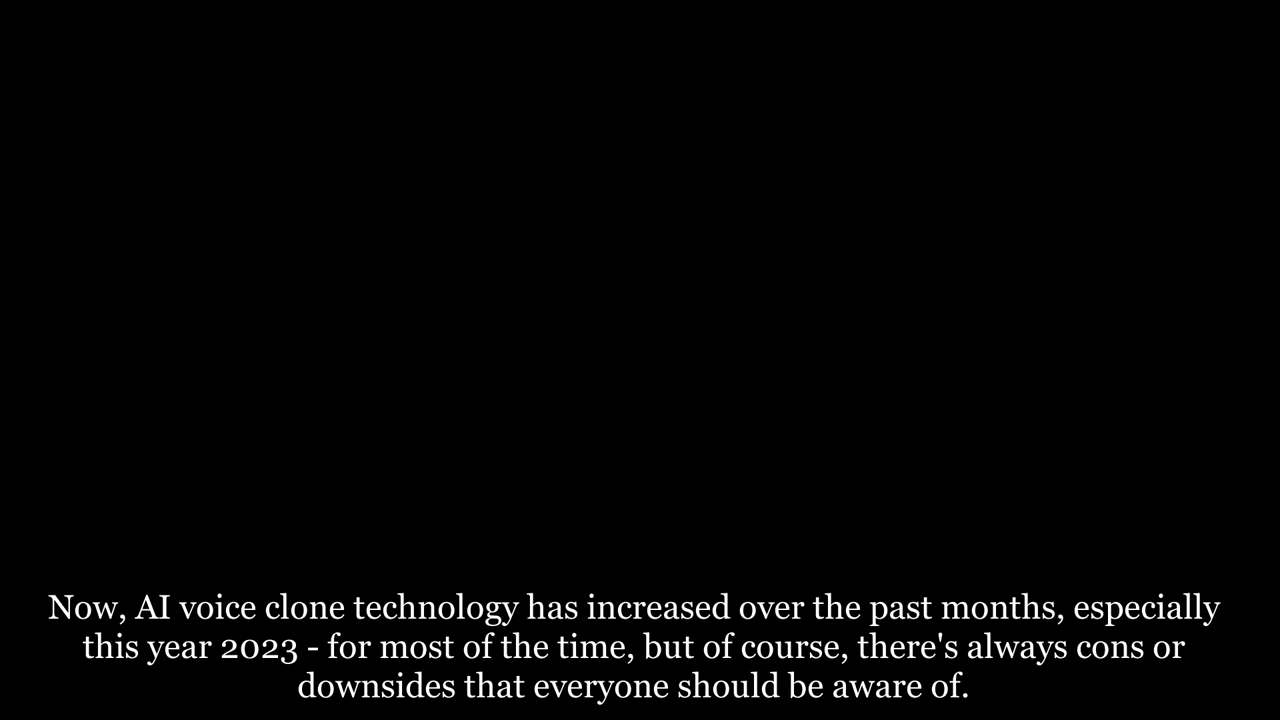 Now, AI voice clone technology has increased over the past months, especially
this year 2023 - for most of the time, but of course, there's always cons or
downsides that everyone should be aware of.